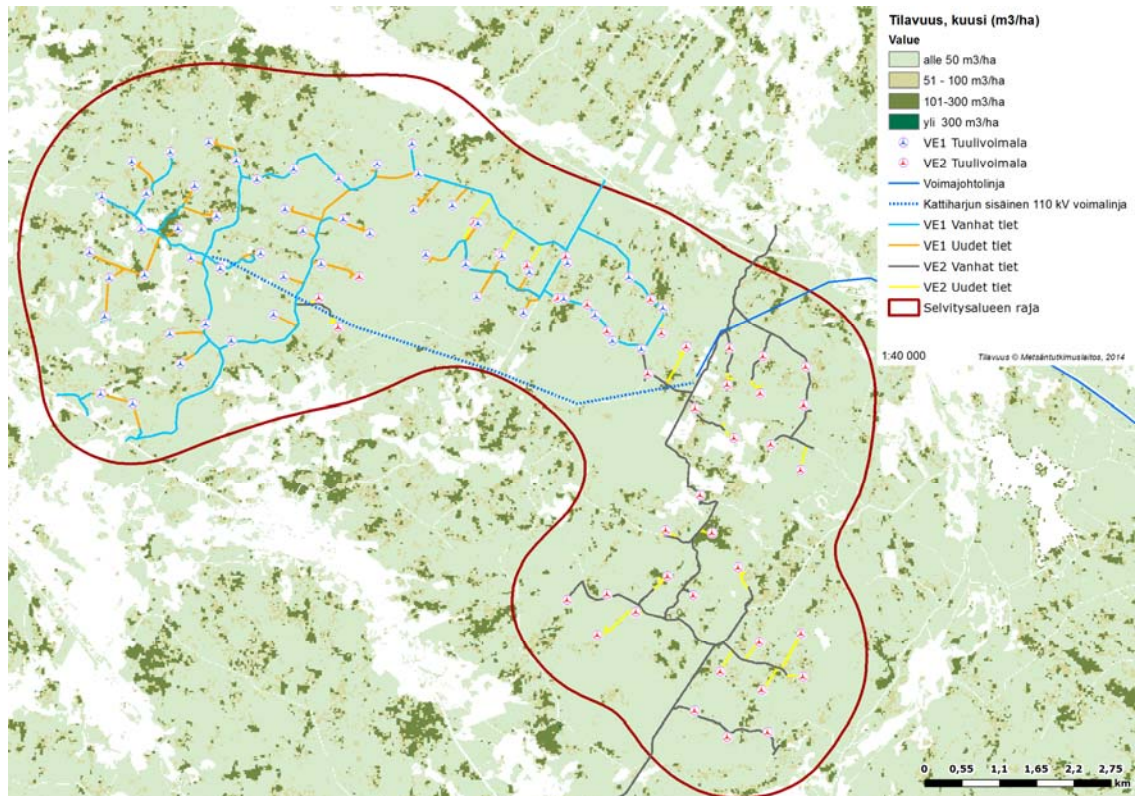 Tilavuus, kuusi (m3/ha)
Value
alle 50 m3/ha
51 - 100 m3/ha
101-300 m3/ha
yli 300 m3/ha
VE1 Tuulivoimala
VE2 Tuulivoimala
Voimajohtolinja
Kattiharjun sisäinen 110 kV voimalinja
VE1 Vanhat tiet
VE1 Uudet tiet
VE2 Vanhat tiet
VE2 Uudet tiet
Selvitysalueen raja
1:40 000
Tilavuus © Metsäntutkimuslaitos, 2014
0 0,55 1,1 1,65 2,2 2,75
km